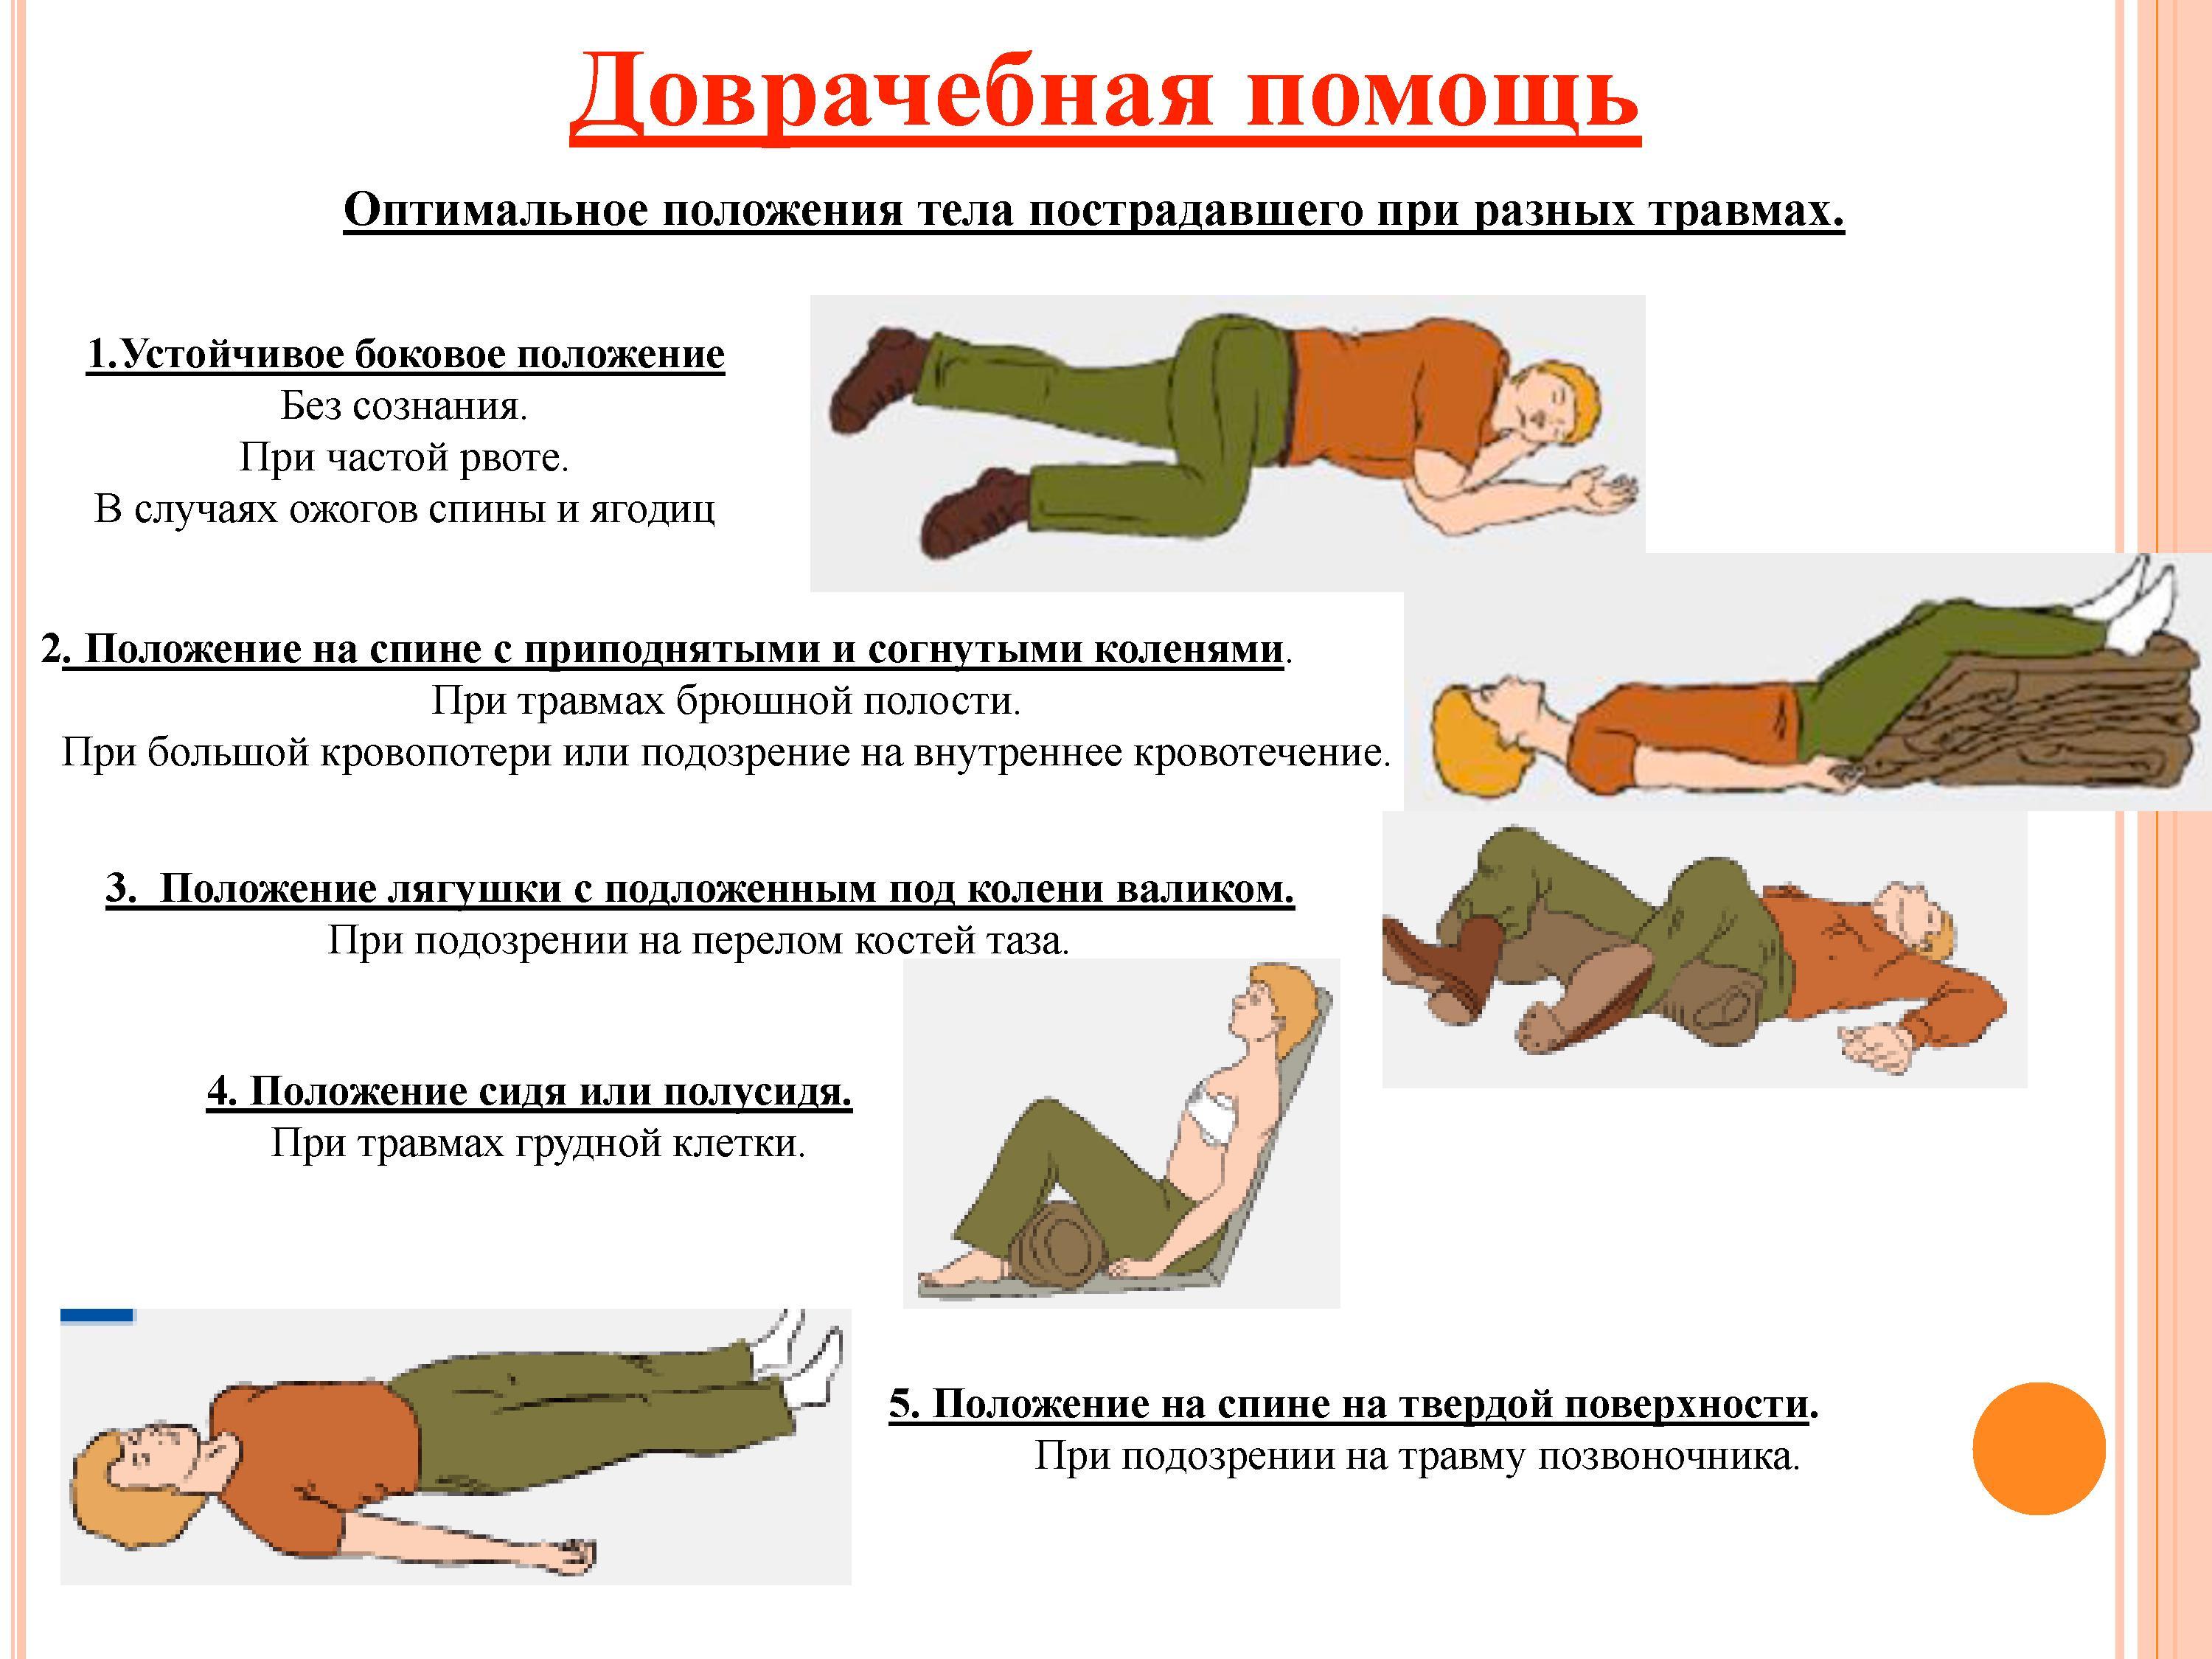 Доврачебная помощь
Оптимальное положения тела пострадавшего при разных травмах.
1.Устойчивое боковое положение
Без сознания.
При частой рвоте.
В случаях ожогов спины и ягодиц
2. Положение на спине с приподнятыми и согнутыми коленями.
При травмах брюшной полости.
При большой кровопотери или подозрение на внутреннее кровотечение.
3. Положение лягушки с подложенным под колени валиком.
При подозрении на перелом костей таза.
4. Положение сидя или полусидя.
При травмах грудной клетки.
5. Положение на спине на твердой поверхности.
При подозрении на травму позвоночника.